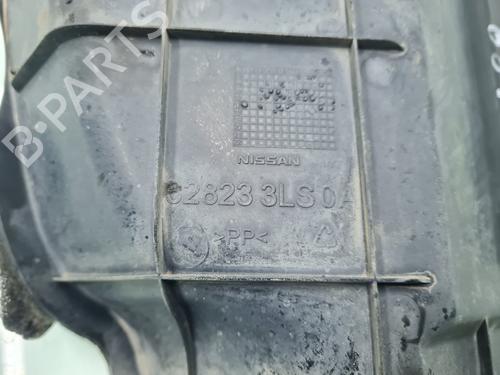 B-PARTS
NISSAN
62823 3LS0A
>PP<